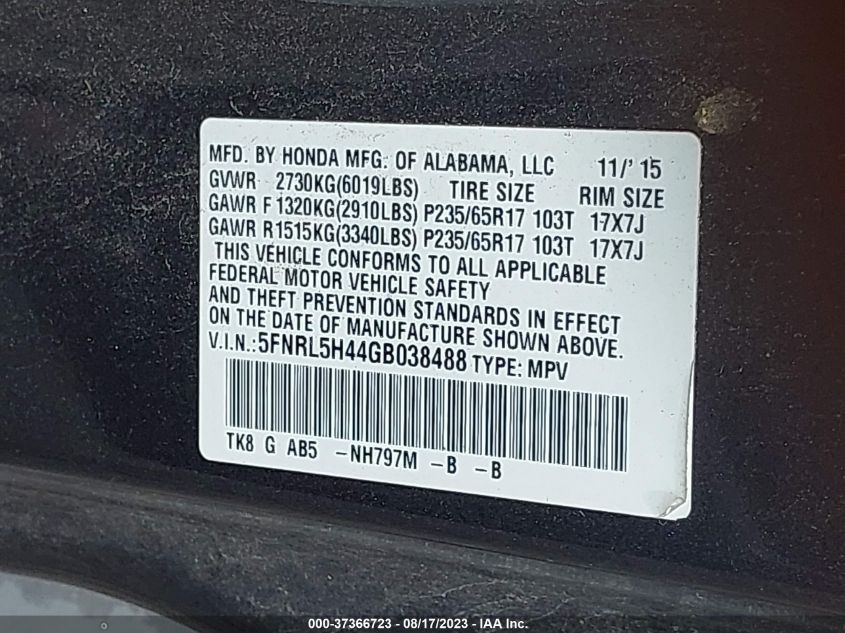 MFD. BY HONDA MFG. OF ALABAMA, LLC 11/' 15
GVWR 2730KG(6019LBS) TIRE SIZE RIM SIZE
GAWR F1320KG(2910LBS) P235/65R17 103T 17X7J
GAWR R1515KG(3340LBS) P235/65R17 103T 17X7J
THIS VEHICLE CONFORMS TO ALL APPLICABLE
FEDERAL MOTOR VEHICLE SAFETY
AND THEFT PREVENTION STANDARDS IN EFFECT
ON THE DATE OF MANUFACTURE SHOWN ABOVE.
V.I.N.:5FNRL5H44GB038488 TYPE: MPV
TK8 G AB5 -NH797M -B -B
000-37366723 - 08/17/2023 - IAA Inc.